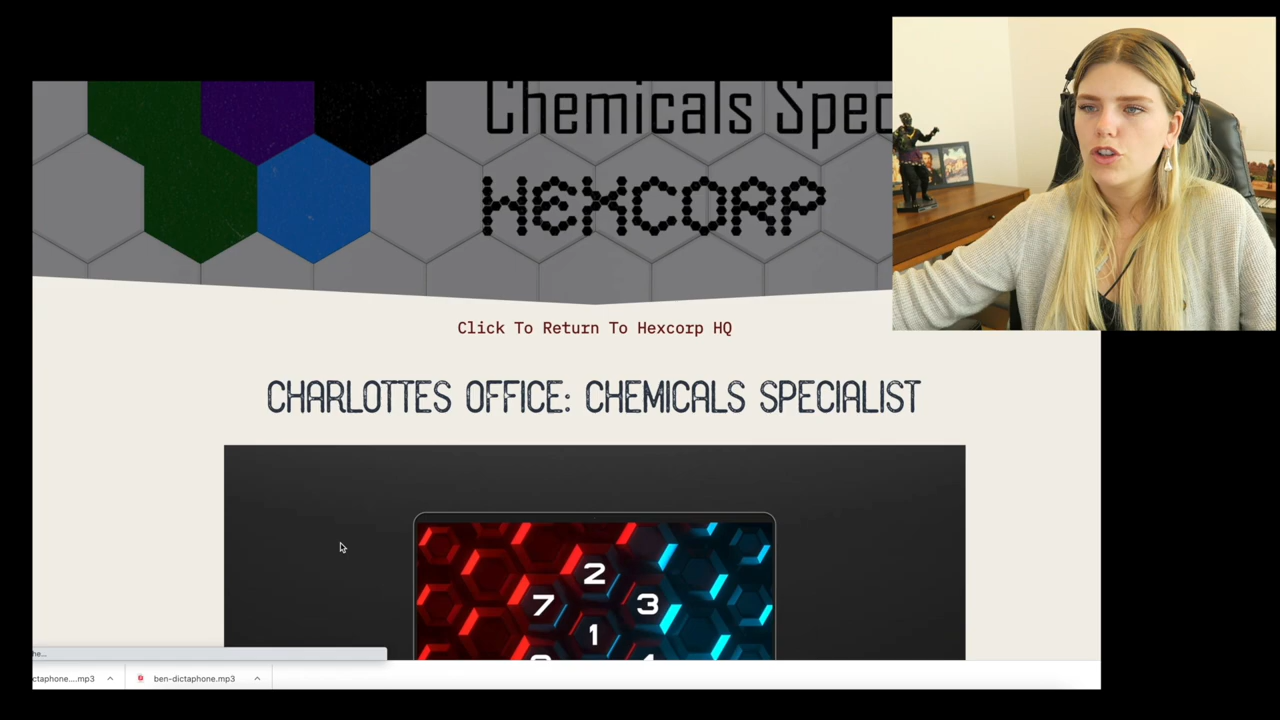 Chemicals Spec
HEXCORP
Click To Return To Hexcorp HQ
CHARLOTTES OFFICE: CHEMICALS SPECIALIST
2
7 3
1
he...
ctaphone....mp3 ben-dictaphone.mp3